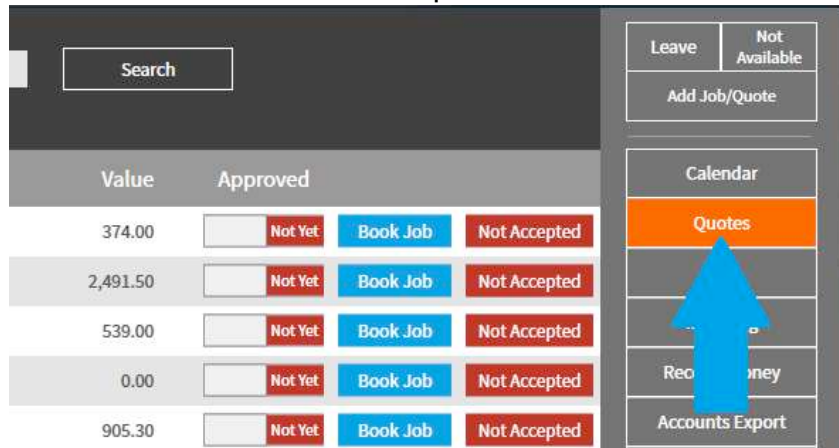 Search
Leave
Not
Available
Add Job/Quote
Value Approved
Calendar
374.00 Not Yet Book Job Not Accepted
Quotes
2,491.50 Not Yet Book Job Not Accepted
539.00 Not Yet Book Job Not Accepted
0.00 Not Yet Book Job Not Accepted
905.30 Not Yet Book Job Not Accepted
Accounts Export